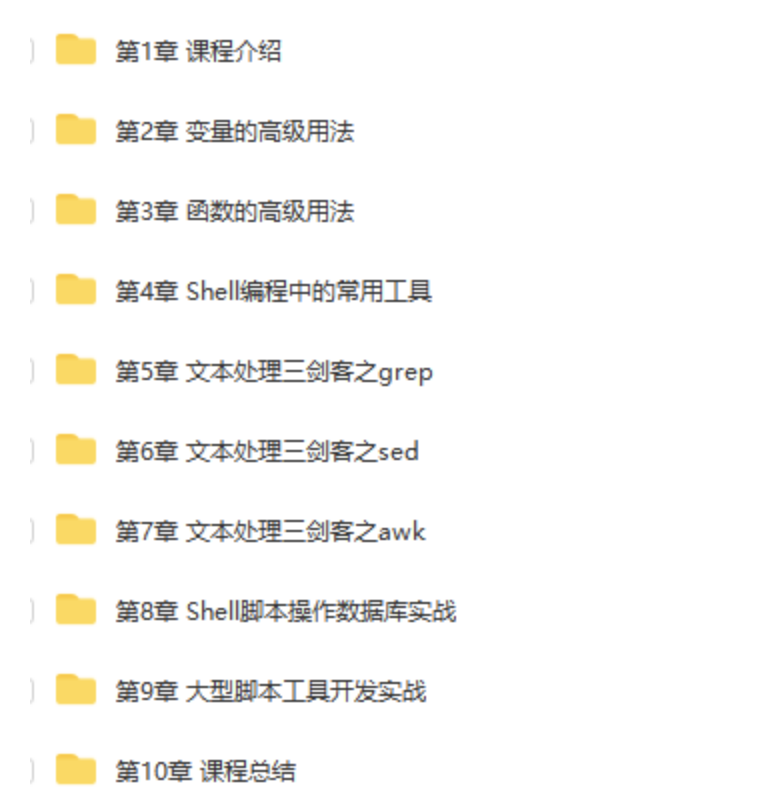 第1章 课程介绍
第2章 变量的高级用法
第3章 函数的高级用法
第4章 Shell编程中的常用工具
第5章 文本处理三剑客之grep
第6章 文本处理三剑客之sed
第7章 文本处理三剑客之awk
第8章 Shell脚本操作数据库实战
第9章 大型脚本工具开发实战
第10章 课程总结